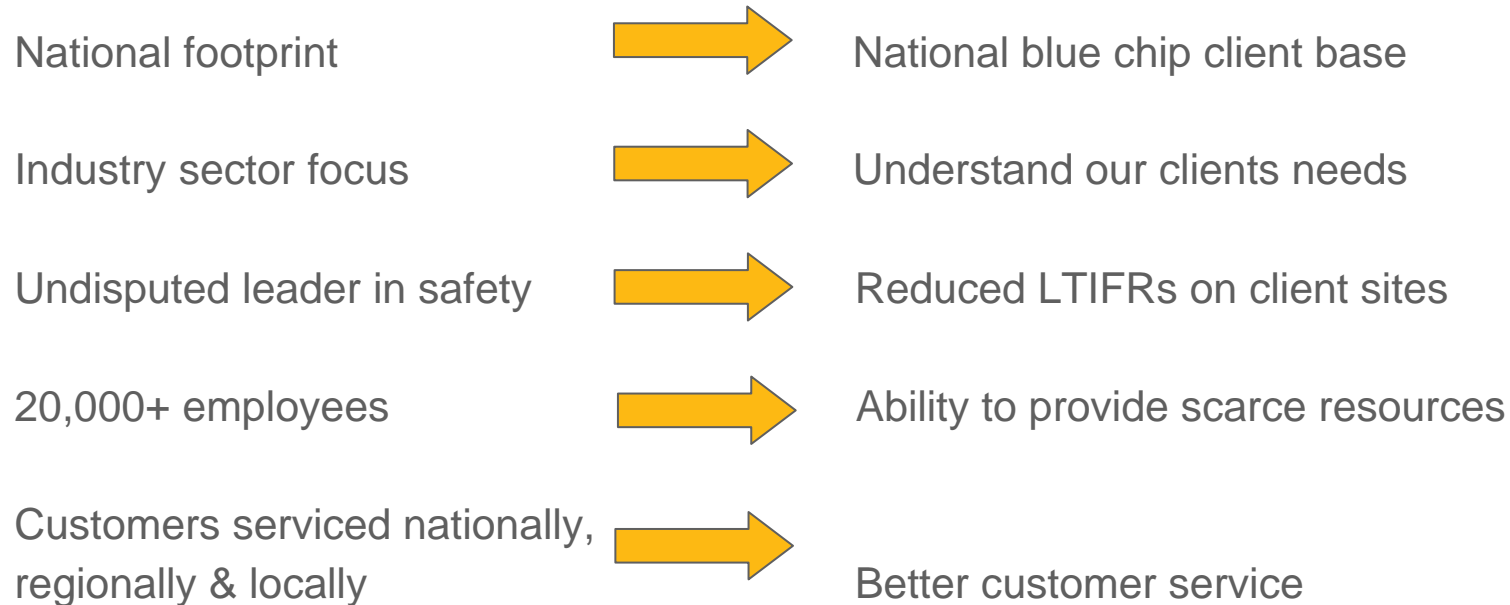 National footprint
National blue chip client base
Industry sector focus
Understand our clients needs
Undisputed leader in safety
Reduced LTIFRs on client sites
20,000+ employees
Ability to provide scarce resources
Customers serviced nationally,
regionally & locally
Better customer service